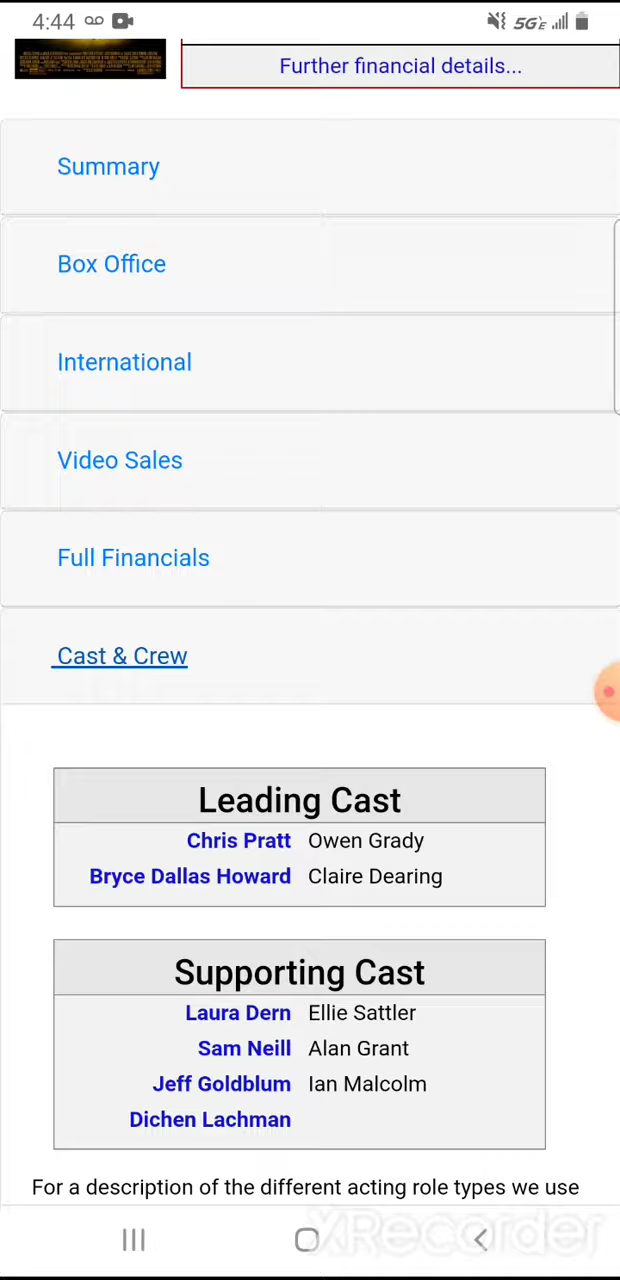 4:44
5GE
Further financial details...
Summary
Box Office
International
Video Sales
Full Financials
Cast & Crew
Leading Cast
Chris Pratt Owen Grady
Bryce Dallas Howard Claire Dearing
Supporting Cast
Laura Dern Ellie Sattler
Sam Neill Alan Grant
Jeff Goldblum Ian Malcolm
Dichen Lachman
For a description of the different acting role types we use
XRecorder